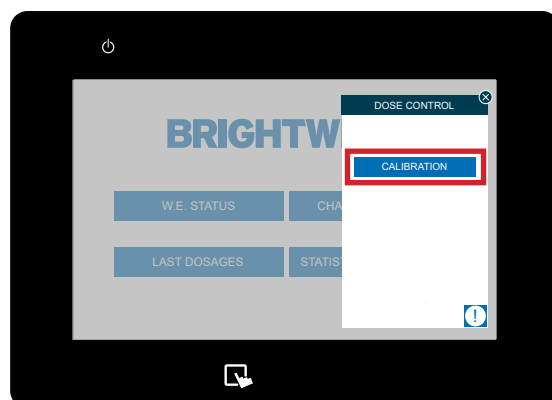 DOSE CONTROL
BRIGHTW
CALIBRATION
W.E. STATUS
CHA
LAST DOSAGES
STATIS
!